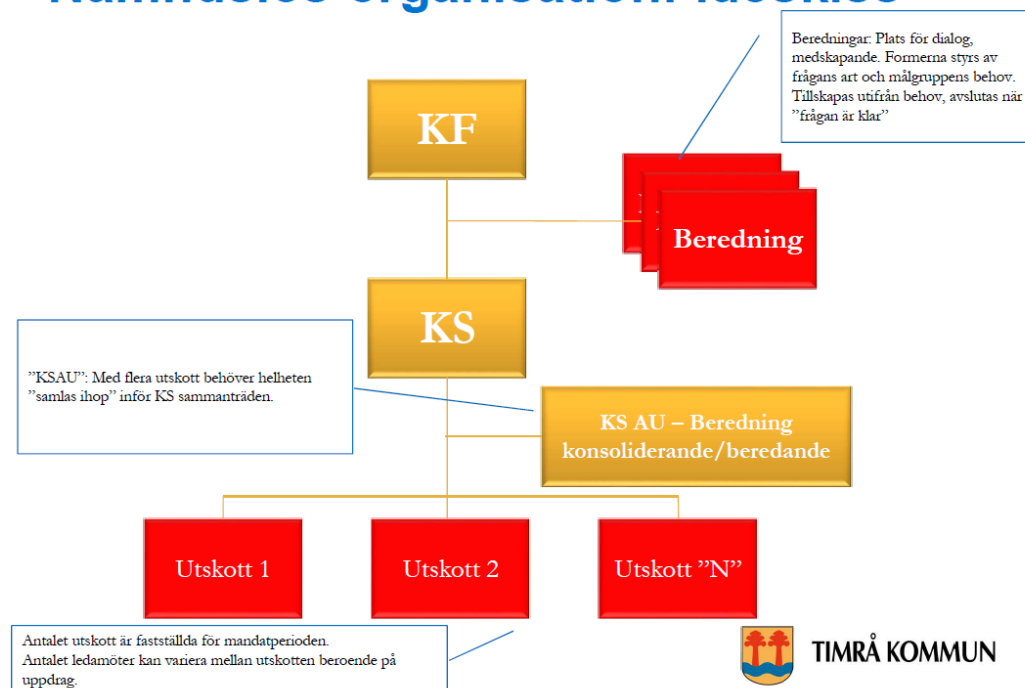 Nämndelös organisation: Idéskiss
Beredningar: Plats för dialog,
medskapande. Formerna styrs av
frågans art och målgruppens behov.
Tillskapas utifrån behov, avslutas när
”frågan är klar”
KF
Beredning
KS
”KSAU”: Med flera utskott behöver helheten
”samlas ihop” inför KS sammanträden.
KS AU – Beredning
konsoliderande/beredande
Utskott 1
Utskott 2
Utskott ”N”
Antalet utskott är fastställda för mandatperioden.
Antalet ledamöter kan variera mellan utskotten beroende på
uppdrag.
TIMRÅ KOMMUN